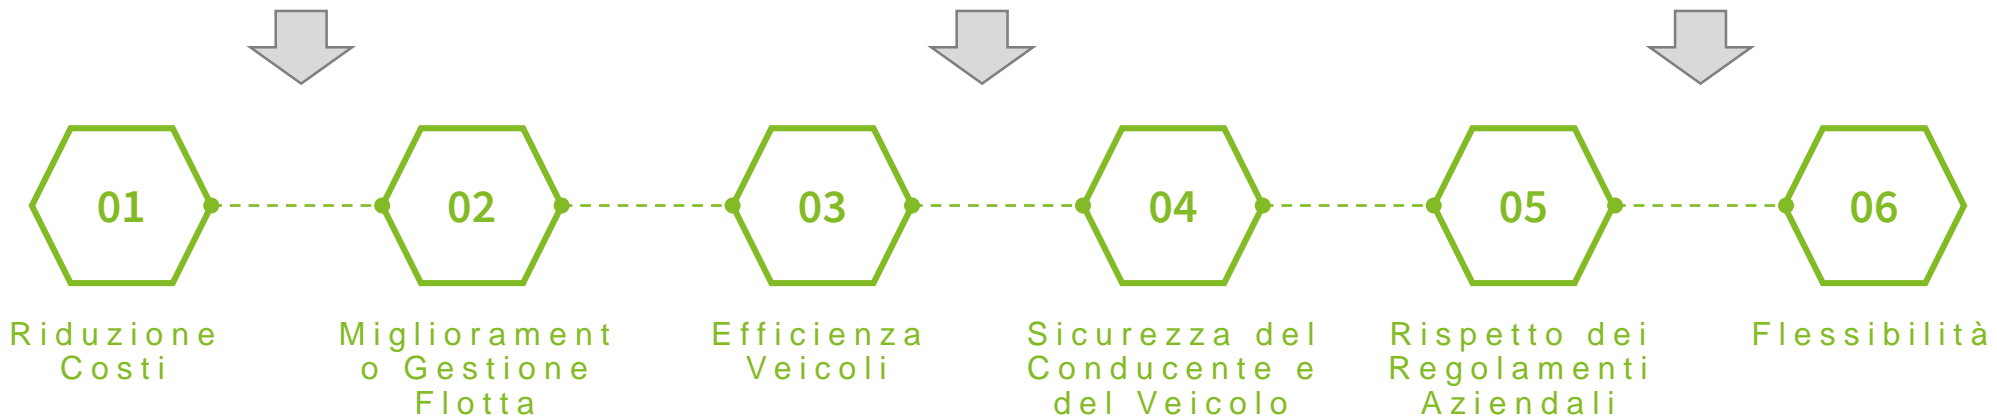 01
02
03
04
05
06
Riduzione
Costi
Migliorament
o Gestione
Flotta
Efficienza
Veicoli
Sicurezza del
Conducente e
del Veicolo
Rispetto dei
Regolamenti
Aziendali
Flessibilità